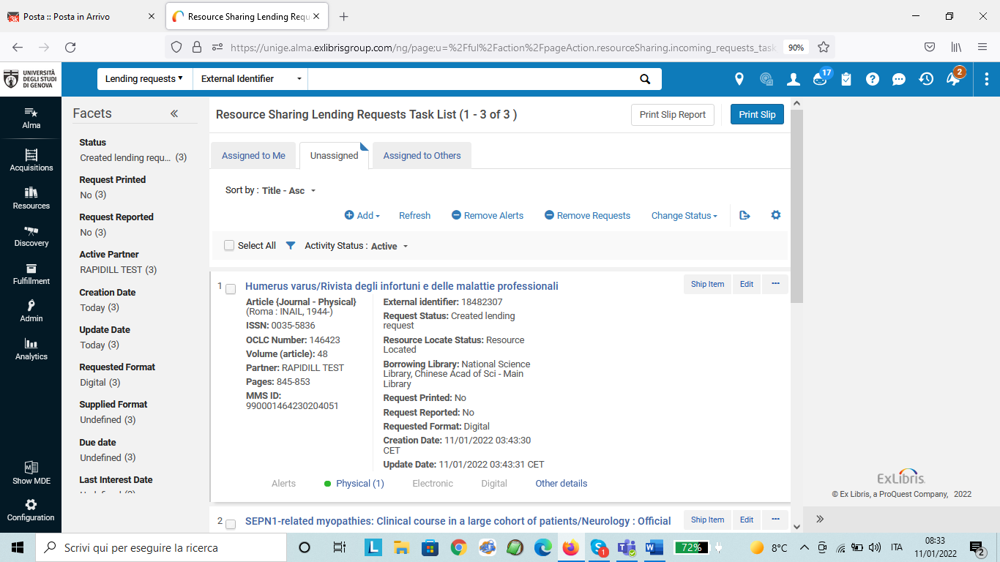 Posta :: Posta in Arrivo
Resource Sharing Lending Requ
https://unige.alma.exlibrisgroup.com/ng/page;u=%2Fful%2Faction%2FpageAction.resourceSharing.incoming_requests_task
90%
UNIVERSITÀ
DEGLI STUDI
DI GENOVA
Lending requests
External Identifier
17
2
Alma
Acquisitions
Resources
Discovery
Fulfillment
Admin
Analytics
Show MDE
Configuration
Facets
Status
Created lending requ... (3)
Request Printed
No (3)
Request Reported
No (3)
Active Partner
RAPIDILL TEST (3)
Creation Date
Today (3)
Update Date
Today (3)
Requested Format
Digital (3)
Supplied Format
Undefined (3)
Due date
Undefined (3)
Last Interest Date
Resource Sharing Lending Requests Task List (1 - 3 of 3 )
Print Slip Report
Print Slip
Assigned to Me
Unassigned
Assigned to Others
Sort by : Title - Asc
Add
Refresh
Remove Alerts
Remove Requests
Change Status
Select All
Activity Status : Active
1
Humerus varus/Rivista degli infortuni e delle malattie professionali
Ship Item
Edit
...
Article {Journal - Physical}
(Roma : INAIL, 1944-)
ISSN: 0035-5836
OCLC Number: 146423
Volume (article): 48
Partner: RAPIDILL TEST
Pages: 845-853
MMS ID:
990001464230204051
External identifier: 18482307
Request Status: Created lending
request
Resource Locate Status: Resource
Located
Borrowing Library: National Science
Library, Chinese Acad of Sci - Main
Library
Request Printed: No
Request Reported: No
Requested Format: Digital
Creation Date: 11/01/2022 03:43:30
CET
Update Date: 11/01/2022 03:43:31 CET
Alerts
Physical (1)
Electronic
Digital
Other details
2
SEPN1-related myopathies: Clinical course in a large cohort of patients/Neurology : Official
Ship Item
Edit
...
ExLibris
© Ex Libris, a ProQuest Company, 2022
Scrivi qui per eseguire la ricerca
72%
8°C
ITA
08:33
11/01/2022
2